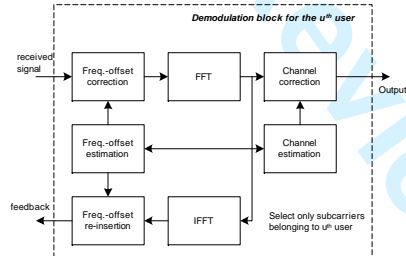 Demodulation block for the uth user
received
signal
Freq.-offset
correction
FFT
Channel
correction
Output
Freq.-offset
estimation
Channel
estimation
feedback
Freq.-offset
re-insertion
IFFT
Select only subcarriers
belonging to uth user